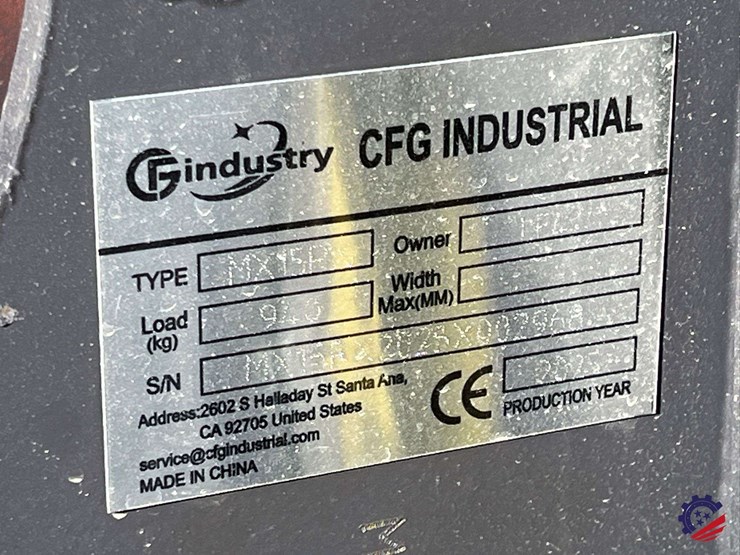 CFindustry CFG INDUSTRIAL
TYPE Owner
Load (kg) Width Max(MM)
S/N
Address:2602 S Halladay St Santa Ana,
CA 92705 United States
service@cfgindustrial.com
MADE IN CHINA
CE
PRODUCTION YEAR